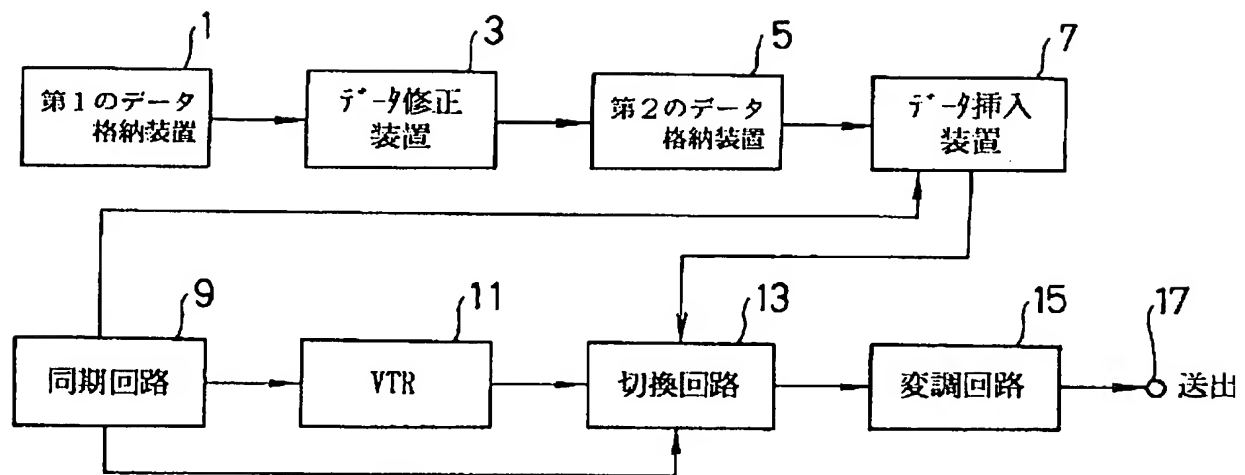 1
3
5
7
第1のデータ
格納装置
データ修正
装置
第2のデータ
格納装置
データ挿入
装置
9
11
13
15
17
同期回路
VTR
切換回路
変調回路
送出